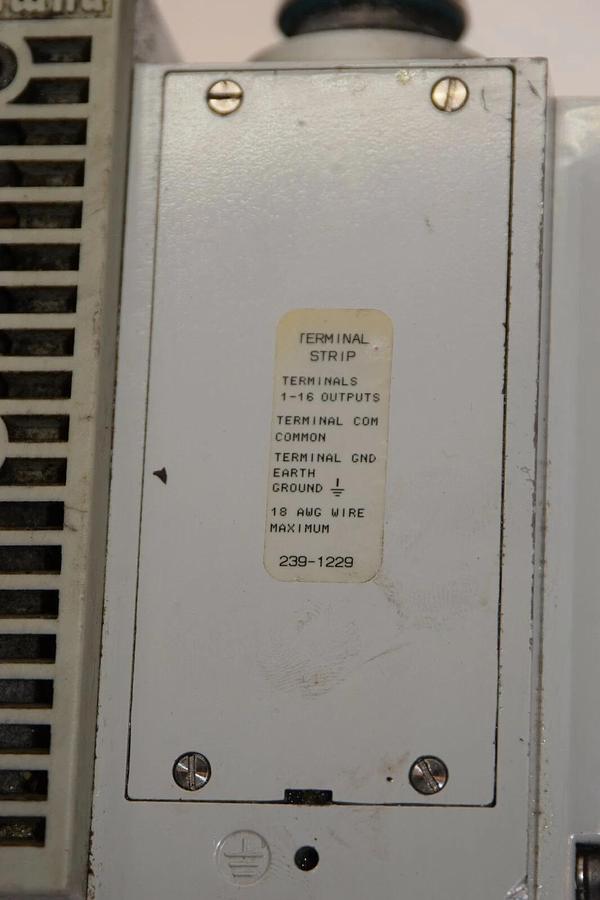 TERMINAL
STRIP
TERMINALS
1-16 OUTPUTS
TERMINAL COM
COMMON
TERMINAL GND
EARTH
GROUND
18 AWG WIRE
MAXIMUM
239-1229